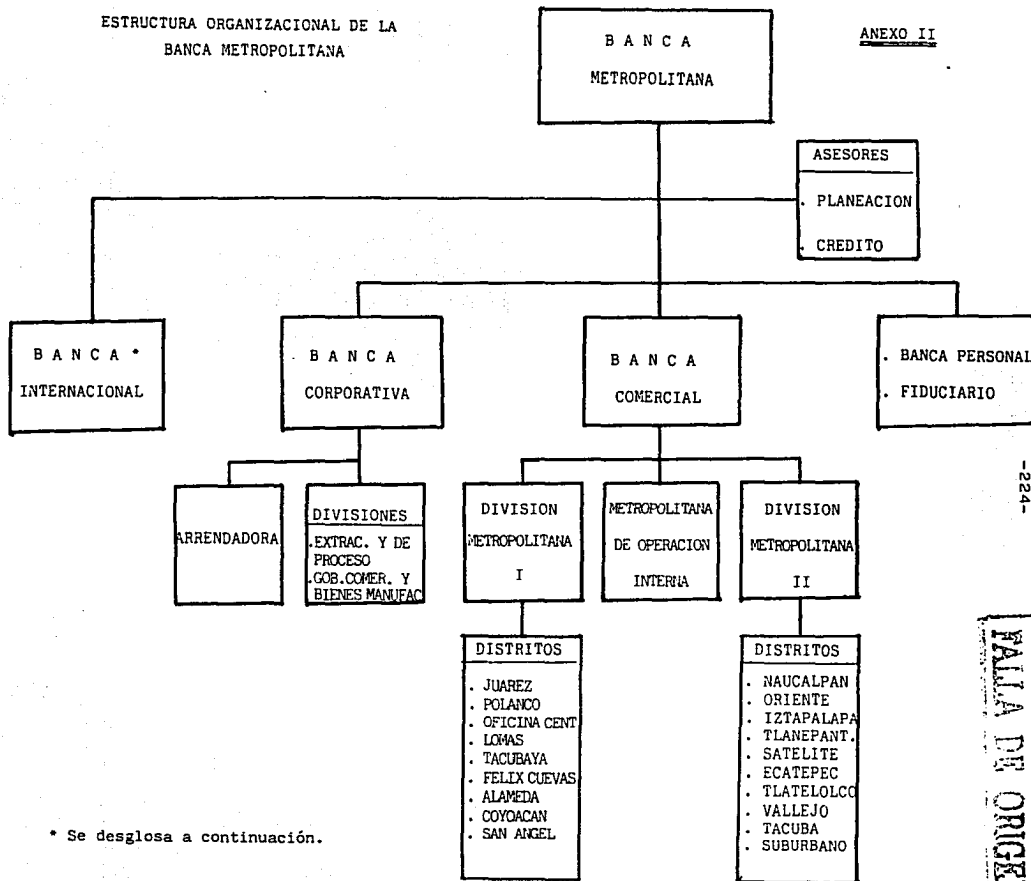 ESTRUCTURA ORGANIZACIONAL DE LA
BANCA METROPOLITANA
ANEXO II
B A N C A
METROPOLITANA
ASESORES
. PLANEACION
. CREDITO
B A N C A *
INTERNACIONAL
B A N C A
CORPORATIVA
B A N C A
COMERCIAL
. BANCA PERSONAL
. FIDUCIARIO
ARRENDADORA
DIVISIONES
.EXTRAC. Y DE
PROCESO
.GOB.COMER. Y
BIENES MANUFAC
DIVISION
METROPOLITANA
I
METROPOLITANA
DE OPERACION
INTERNA
DIVISION
METROPOLITANA
II
DISTRITOS
. JUAREZ
. POLANCO
. OFICINA CENT
. LOMAS
. TACUBAYA
. FELIX CUEVAS
. ALAMEDA
. COYOACAN
. SAN ANGEL
DISTRITOS
. NAUCALPAN
. ORIENTE
. IZTAPALAPA
. TLANEPANT.
. SATELITE
. ECATEPEC
. TLATELOLCO
. VALLEJO
. TACUBA
. SUBURBANO
* Se desglosa a continuación.
-224-
FALLA DE ORIGE